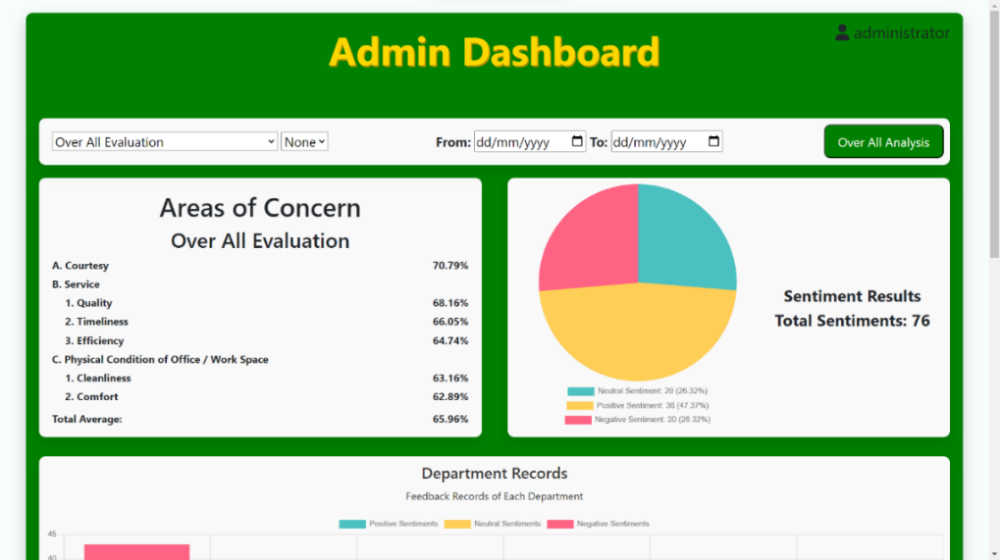 administrator
Admin Dashboard
Over All Evaluation None From: dd/mm/yyyy To: dd/mm/yyyy Over All Analysis
Areas of Concern
Over All Evaluation
A. Courtesy 70.79%
B. Service
1. Quality 68.16%
2. Timeliness 66.05%
3. Efficiency 64.74%
C. Physical Condition of Office / Work Space
1. Cleanliness 63.16%
2. Comfort 62.89%
Total Average: 65.96%
Sentiment Results
Total Sentiments: 76
Neutral Sentiment: 20 (26.32%)
Positive Sentiment: 36 (47.37%)
Negative Sentiment: 20 (26.32%)
Department Records
Feedback Records of Each Department
Positive Sentiments Neutral Sentiments Negative Sentiments
45
40